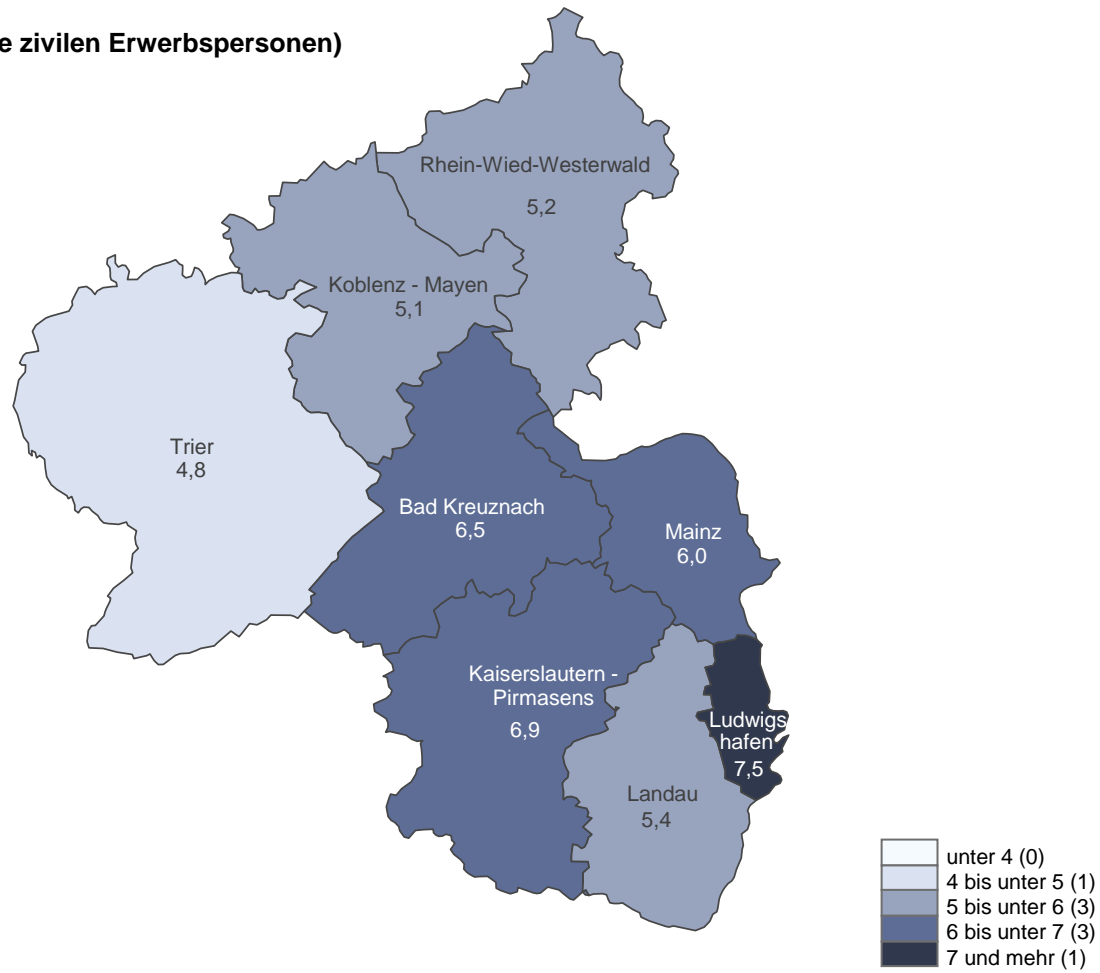 e zivilen Erwerbspersonen)
Rhein-Wied-Westerwald
5,2
Koblenz - Mayen
5,1
Trier
4,8
Bad Kreuznach
6,5
Mainz
6,0
Kaiserslautern -
Pirmasens
6,9
Ludwigs
hafen
7,5
Landau
5,4
unter 4 (0)
4 bis unter 5 (1)
5 bis unter 6 (3)
6 bis unter 7 (3)
7 und mehr (1)